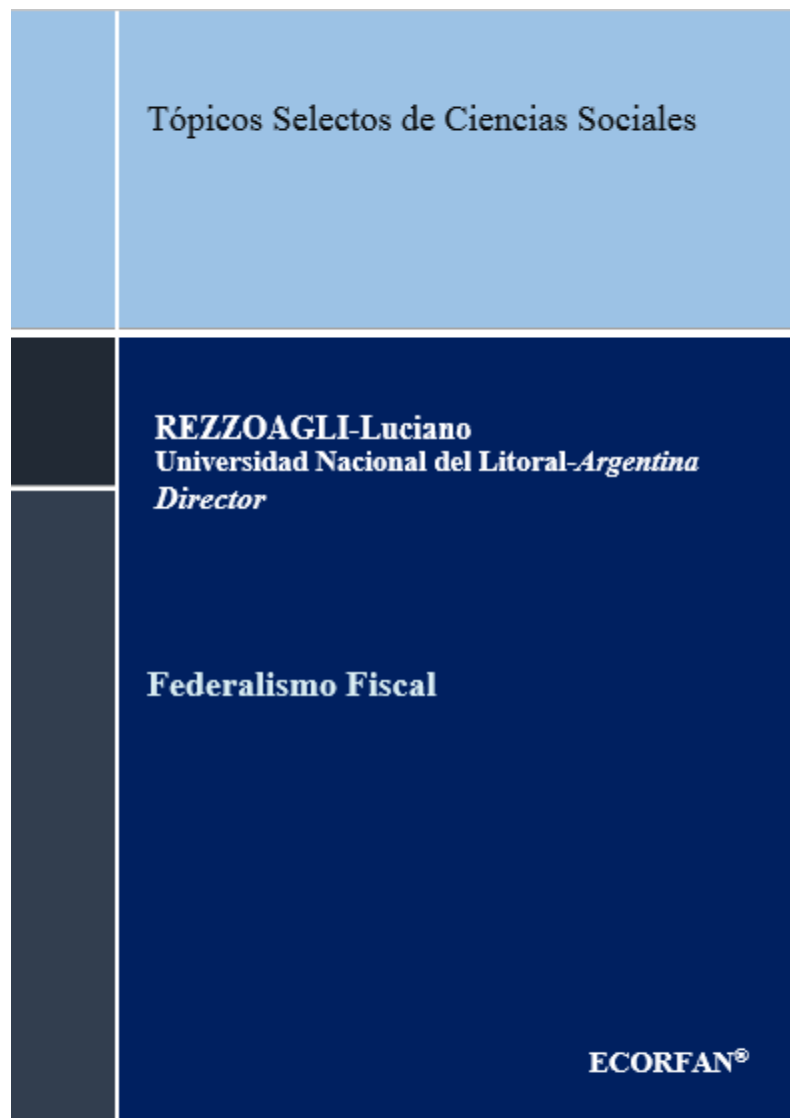 Tópicos Selectos de Ciencias Sociales
REZZOAGLI-Luciano
Universidad Nacional del Litoral-Argentina
Director
Federalismo Fiscal
ECORFAN®